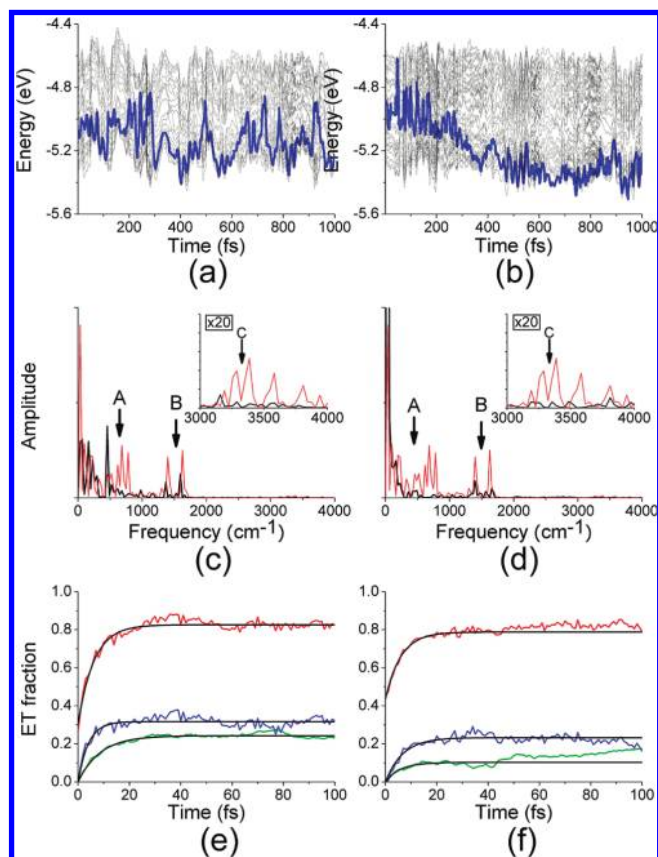 -4.4
-4.8
-5.2
-5.6
Energy (eV)
200 400 600 800 1000
Time (fs)
(a)
-4.4
-4.8
-5.2
-5.6
Energy (eV)
200 400 600 800 1000
Time (fs)
(b)
Amplitude
A
B
x20
C
3000 3500 4000
0 1000 2000 3000 4000
Frequency (cm-1)
(c)
A
B
x20
C
3000 3500 4000
0 1000 2000 3000 4000
Frequency (cm-1)
(d)
ET fraction
1.0
0.8
0.6
0.4
0.2
0.0
0 20 40 60 80 100
Time (fs)
(e)
1.0
0.8
0.6
0.4
0.2
0.0
0 20 40 60 80 100
Time (fs)
(f)